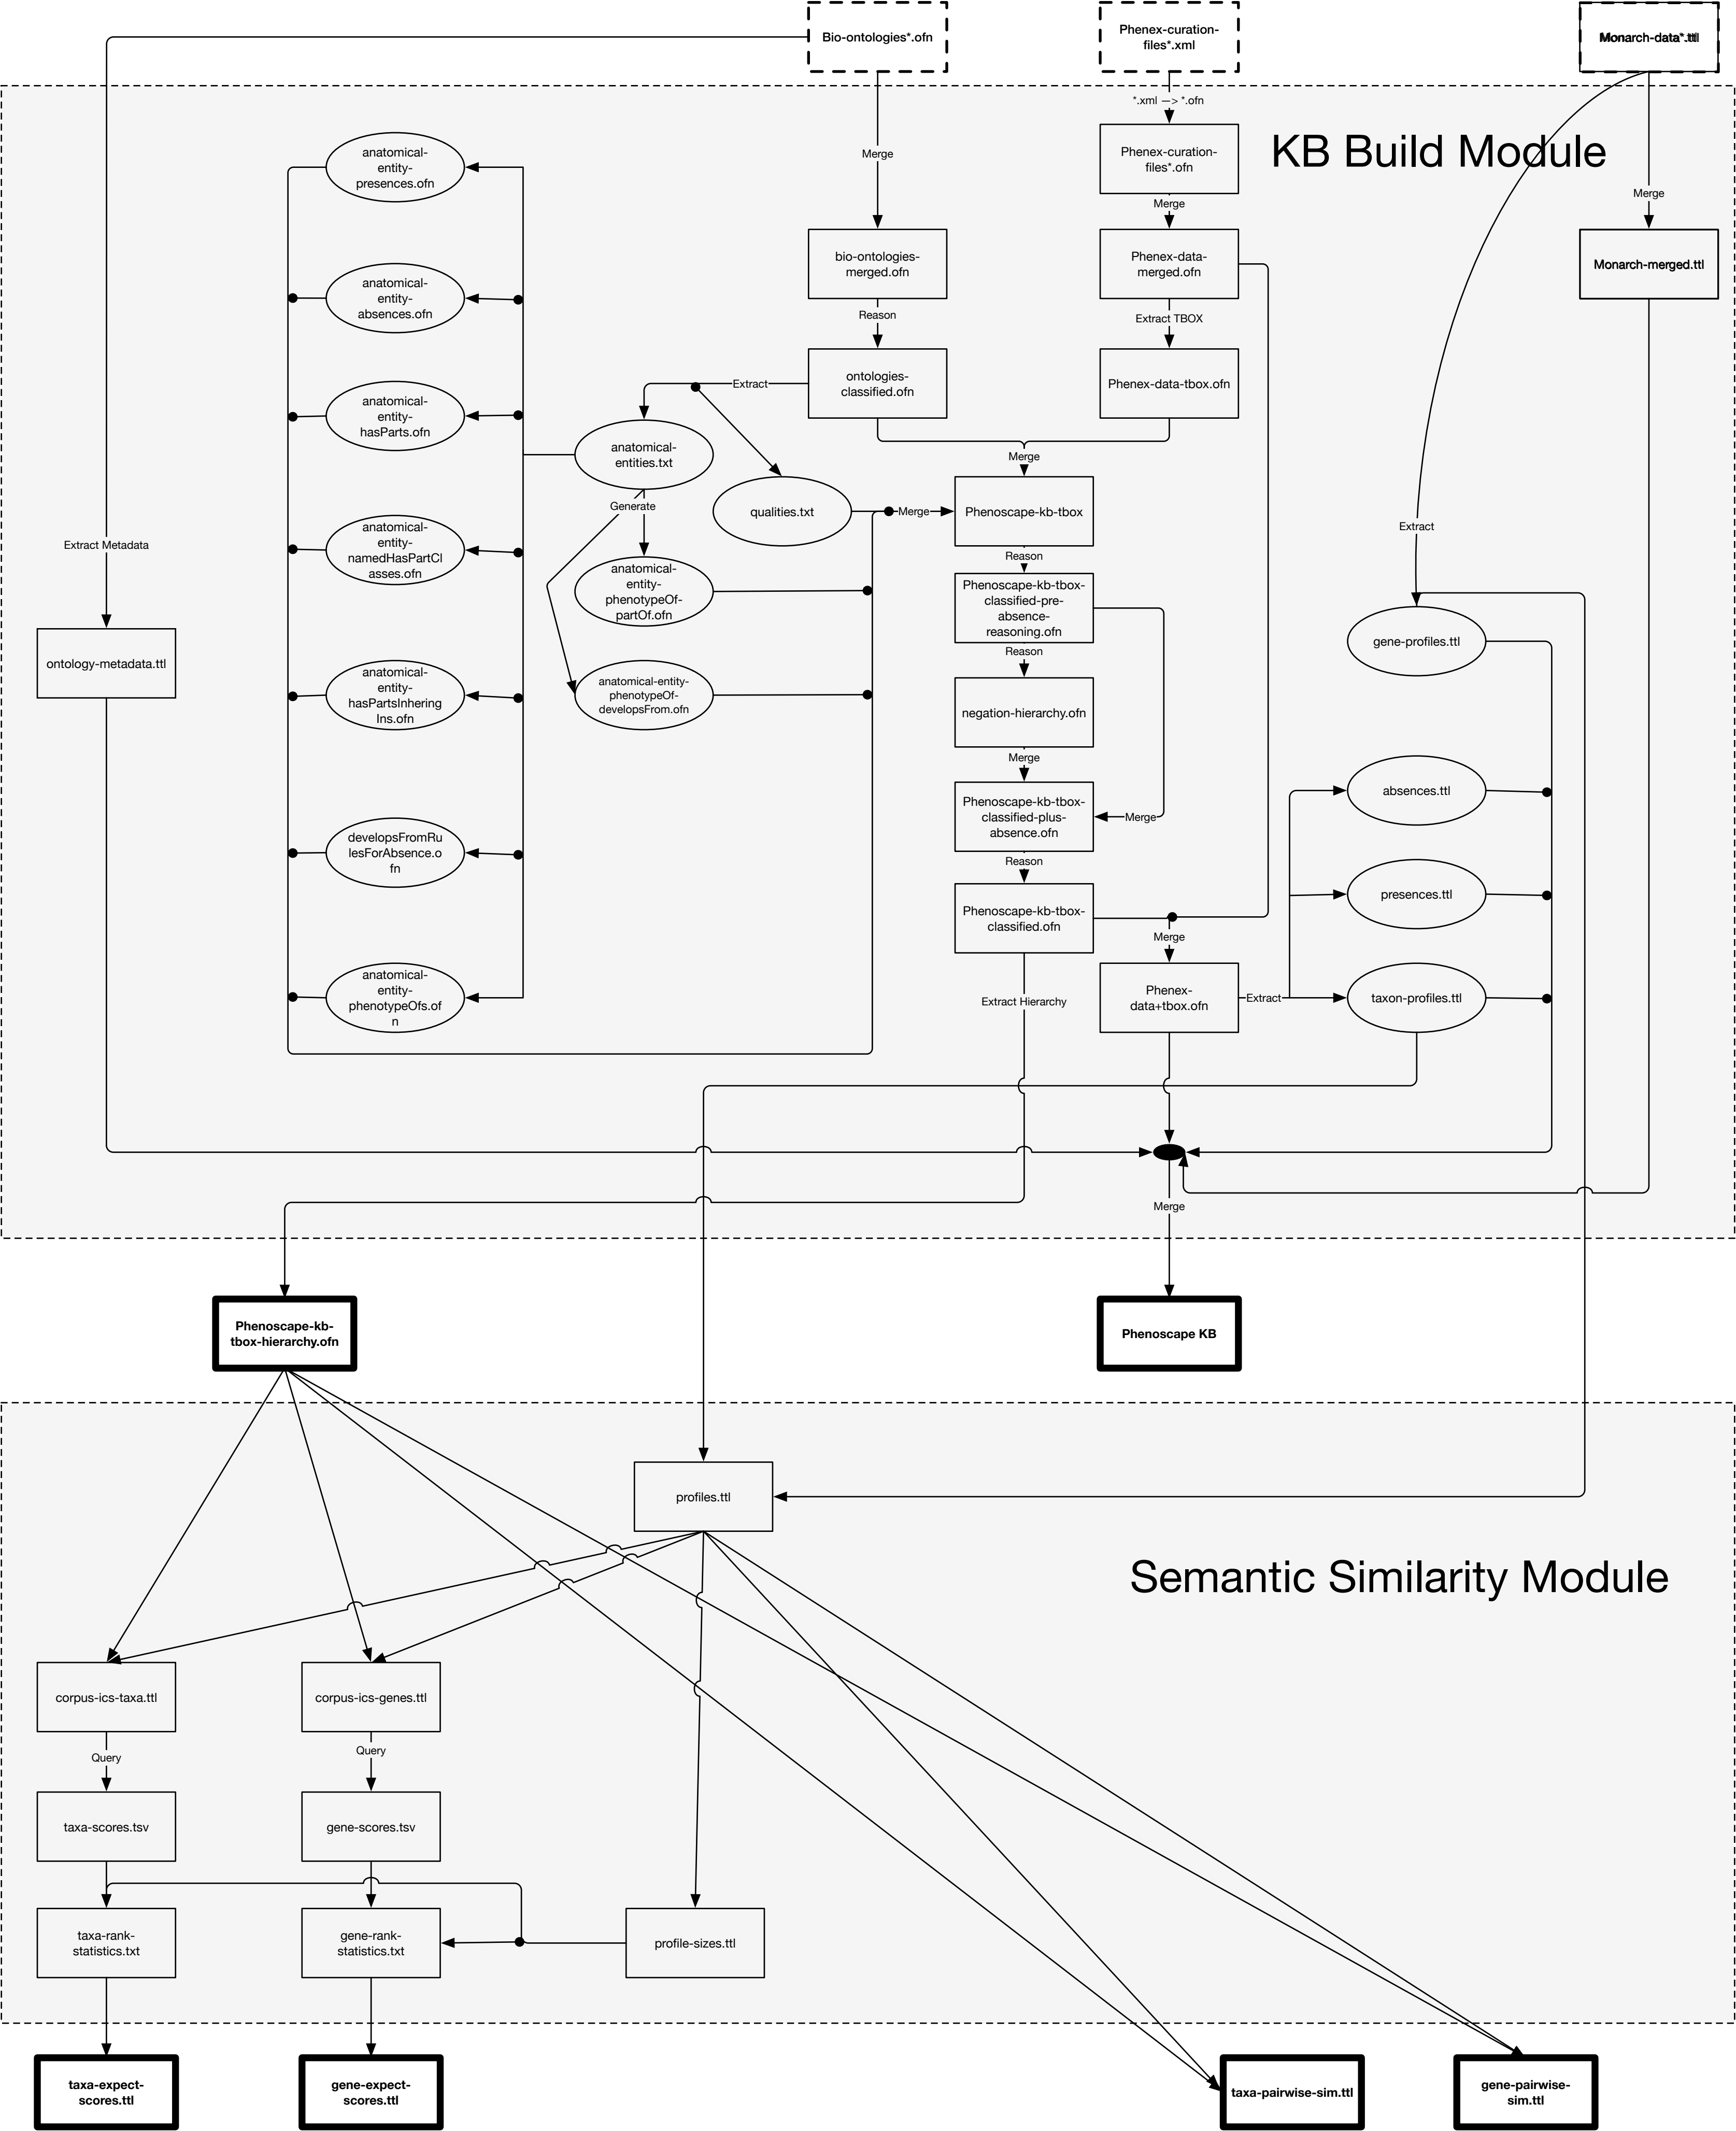 Bio-ontologies*.ofn
Phenex-curation-
files*.xml
Monarch-data*.ttl
*.xml —> *.ofn
KB Build Module
anatomical-
entity-
presences.ofn
Merge
Phenex-curation-
files*.ofn
Merge
Merge
bio-ontologies-
merged.ofn
Phenex-data-
merged.ofn
Monarch-merged.ttl
anatomical-
entity-
absences.ofn
Reason
Extract TBOX
Extract
ontologies-
classified.ofn
Phenex-data-tbox.ofn
anatomical-
entity-
hasParts.ofn
anatomical-
entities.txt
Merge
Generate
qualities.txt
Merge
Phenoscape-kb-tbox
Extract
Extract Metadata
anatomical-
entity-
namedHasPartCl
asses.ofn
Reason
anatomical-
entity-
phenotypeOf-
partOf.ofn
Phenoscape-kb-tbox-
classified-pre-
absence-
reasoning.ofn
gene-profiles.ttl
ontology-metadata.ttl
Reason
anatomical-
entity-
hasPartsInhering
Ins.ofn
anatomical-entity-
phenotypeOf-
developsFrom.ofn
negation-hierarchy.ofn
Merge
absences.ttl
Phenoscape-kb-tbox-
classified-plus-
absence.ofn
Merge
developsFromRu
lesForAbsence.o
fn
Reason
presences.ttl
Phenoscape-kb-tbox-
classified.ofn
Merge
anatomical-
entity-
phenotypeOfs.of
n
Extract Hierarchy
Phenex-
data+tbox.ofn
Extract
taxon-profiles.ttl
Merge
Phenoscape-kb-
tbox-hierarchy.ofn
Phenoscape KB
profiles.ttl
Semantic Similarity Module
corpus-ics-taxa.ttl
corpus-ics-genes.ttl
Query
Query
taxa-scores.tsv
gene-scores.tsv
taxa-rank-
statistics.txt
gene-rank-
statistics.txt
profile-sizes.ttl
taxa-expect-
scores.ttl
gene-expect-
scores.ttl
taxa-pairwise-sim.ttl
gene-pairwise-
sim.ttl